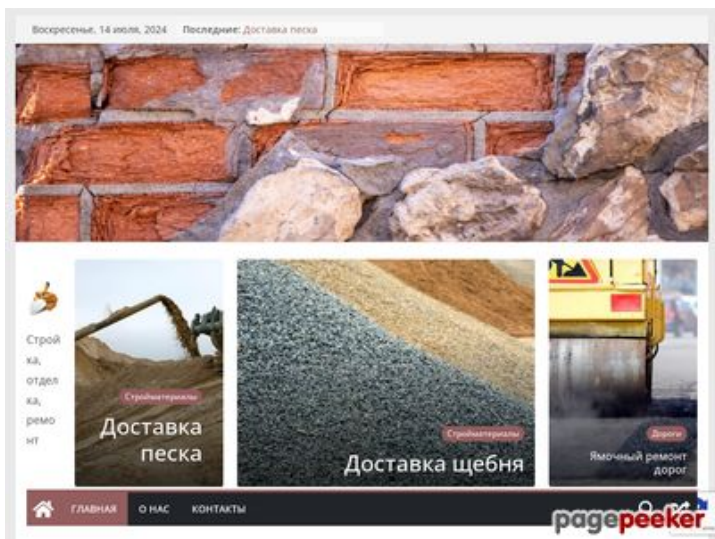 Воскресенье, 14 июля, 2024 Последние: Доставка песка
Строй
ка,
отдел
ка,
ремо
нт
Стройматериалы
Доставка
песка
Стройматериалы
Доставка щебня
Дороги
Ямочный ремонт
дорог
ГЛАВНАЯ О НАС КОНТАКТЫ
pagepeeker